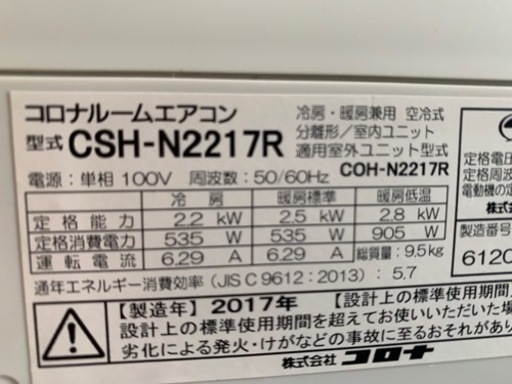 コロナルームエアコン
型式 CSH-N2217R
冷房・暖房兼用 空冷式
分離形/室内ユニット
適用室外ユニット型式
COH-N2217R
電源:単相 100V 周波数:50/60Hz
冷 房 暖房標準 暖房低温
定格能力 2.2 kW 2.5 kW 2.8 kW
定格消費電力 535 W 535 W 905 W
運転電流 6.29 A 6.29 A 総質量:9.5kg
通年エネルギー消費効率(JIS C 9612:2013):5.7
【製造年】2017年 【設計上の標準使用期間】
設計上の標準使用期間を超えてお使いいただいた場
劣化による発火・けがなどの事故に至るおそれがあり
株式会社 コロナ
定格電圧
定格周波
電動機の定
株式
製造番号
6120